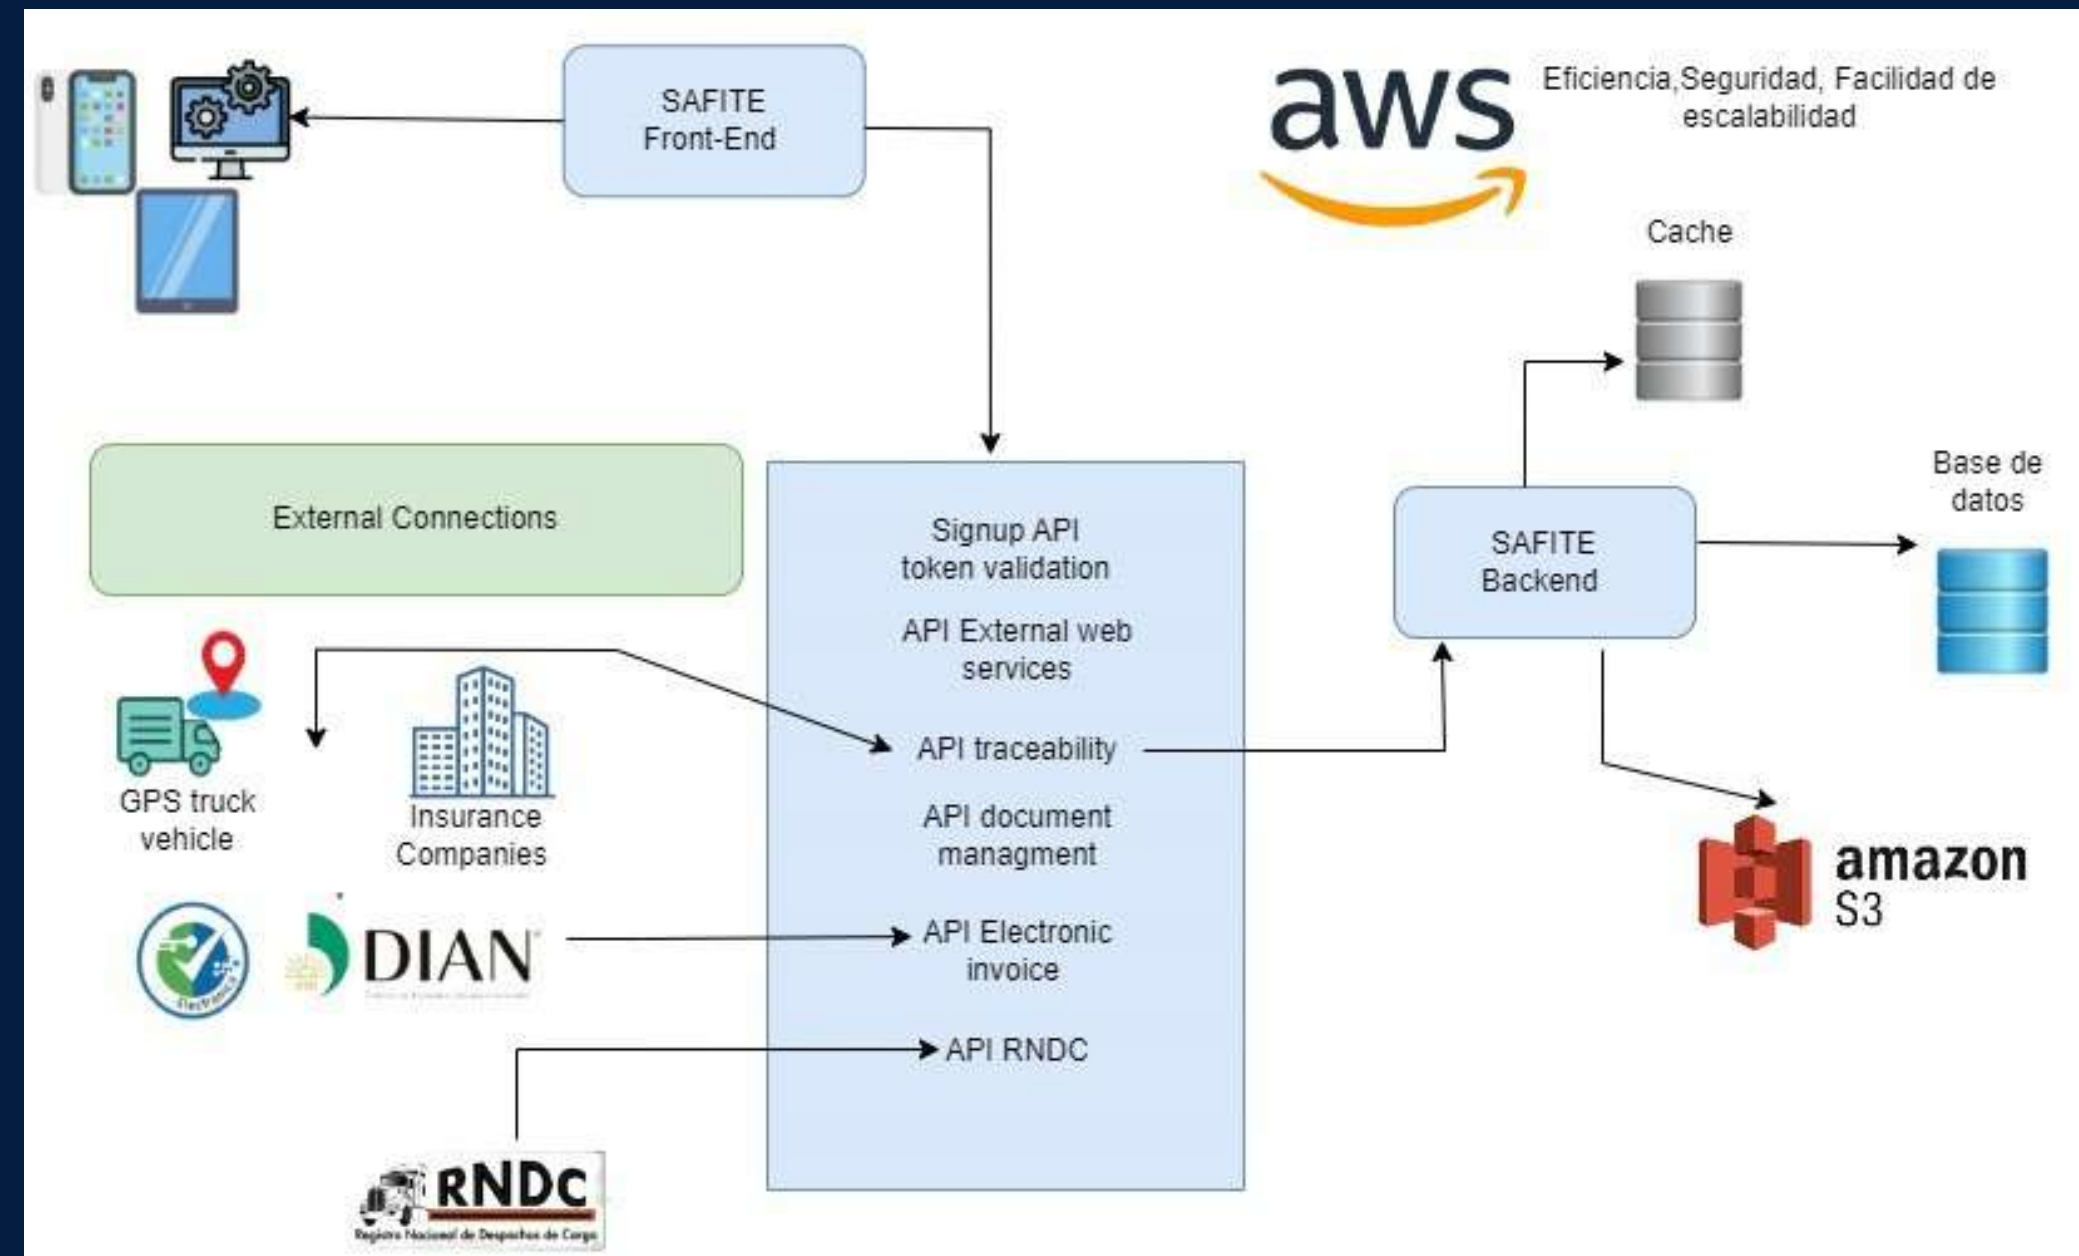 SAFITE
Front-End
aws
Eficiencia,Seguridad, Facilidad de
escalabilidad
Cache
External Connections
Signup API
token validation
API External web
services
API traceability
API document
managment
API Electronic
invoice
API RNDC
SAFITE
Backend
Base de
datos
GPS truck
vehicle
Insurance
Companies
DIAN
RNDC
Registro Nacional de Despachos de Carga
amazon
S3